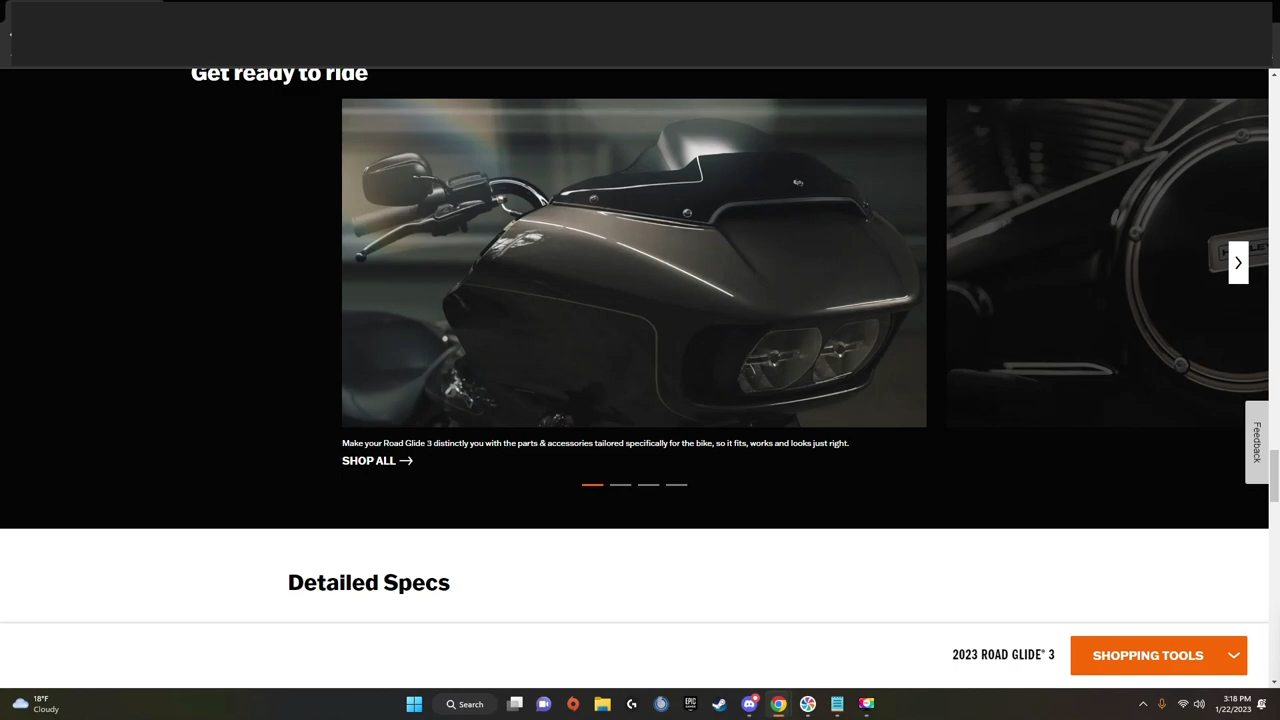 Get ready to ride
Make your Road Glide 3 distinctly you with the parts & accessories tailored specifically for the bike, so it fits, works and looks just right.
SHOP ALL
Feedback
Detailed Specs
2023 ROAD GLIDE® 3
SHOPPING TOOLS
18°F
Cloudy
Search
EPIC
3:18 PM
1/22/2023